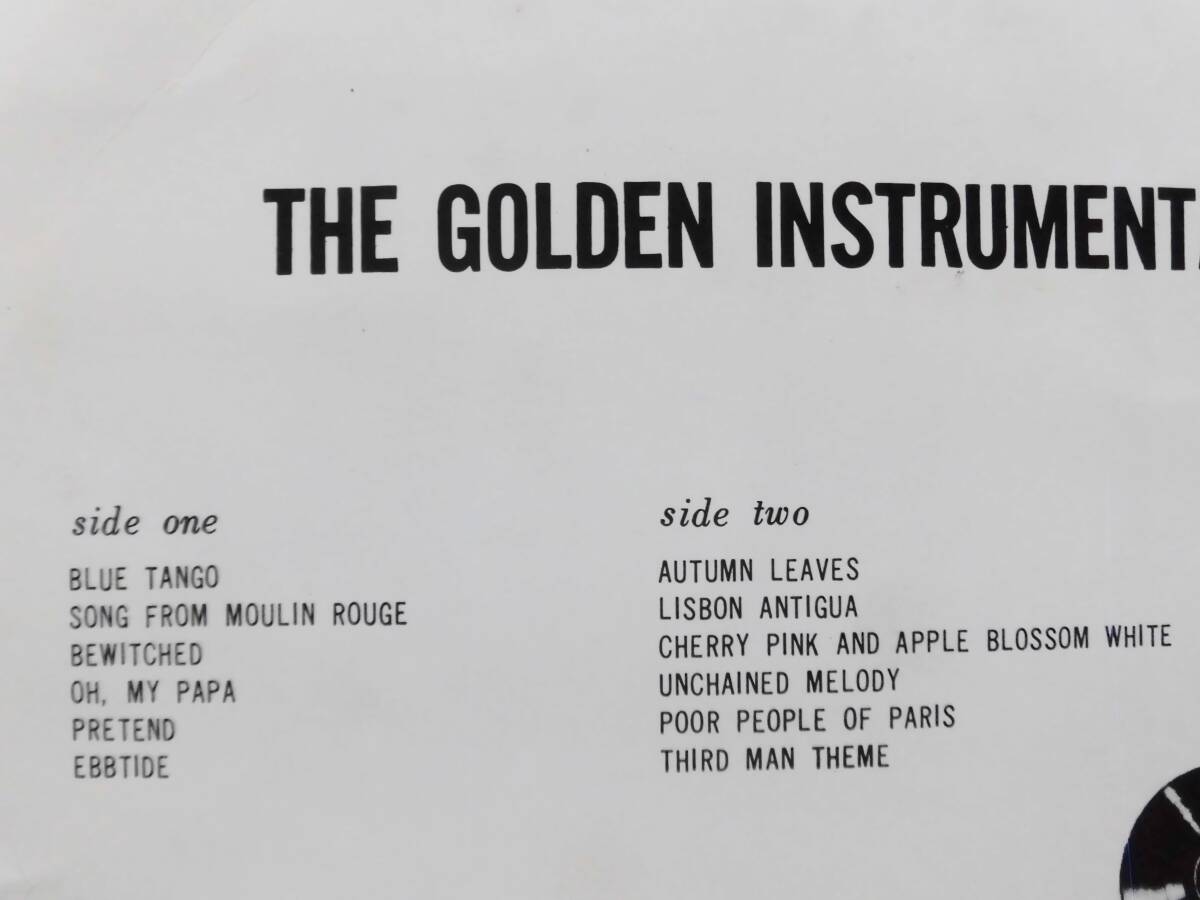 THE GOLDEN INSTRUMENT
side one
BLUE TANGO
SONG FROM MOULIN ROUGE
BEWITCHED
OH, MY PAPA
PRETEND
EBBTIDE
side two
AUTUMN LEAVES
LISBON ANTIGUA
CHERRY PINK AND APPLE BLOSSOM WHITE
UNCHAINED MELODY
POOR PEOPLE OF PARIS
THIRD MAN THEME